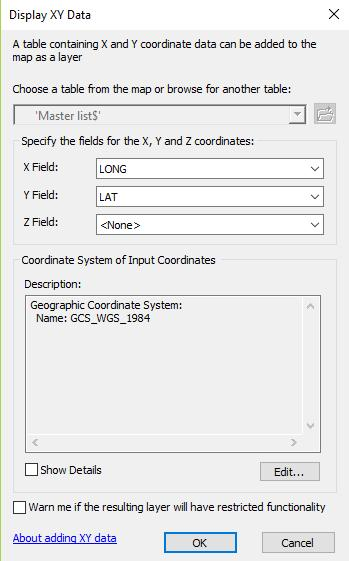 Display XY Data
A table containing X and Y coordinate data can be added to the
map as a layer
Choose a table from the map or browse for another table:
'Master list$'
Specify the fields for the X, Y and Z coordinates:
X Field:
LONG
Y Field:
LAT
Z Field:
<None>
Coordinate System of Input Coordinates
Description:
Geographic Coordinate System:
Name: GCS_WGS_1984
Show Details
Edit...
Warn me if the resulting layer will have restricted functionality
About adding XY data
OK
Cancel